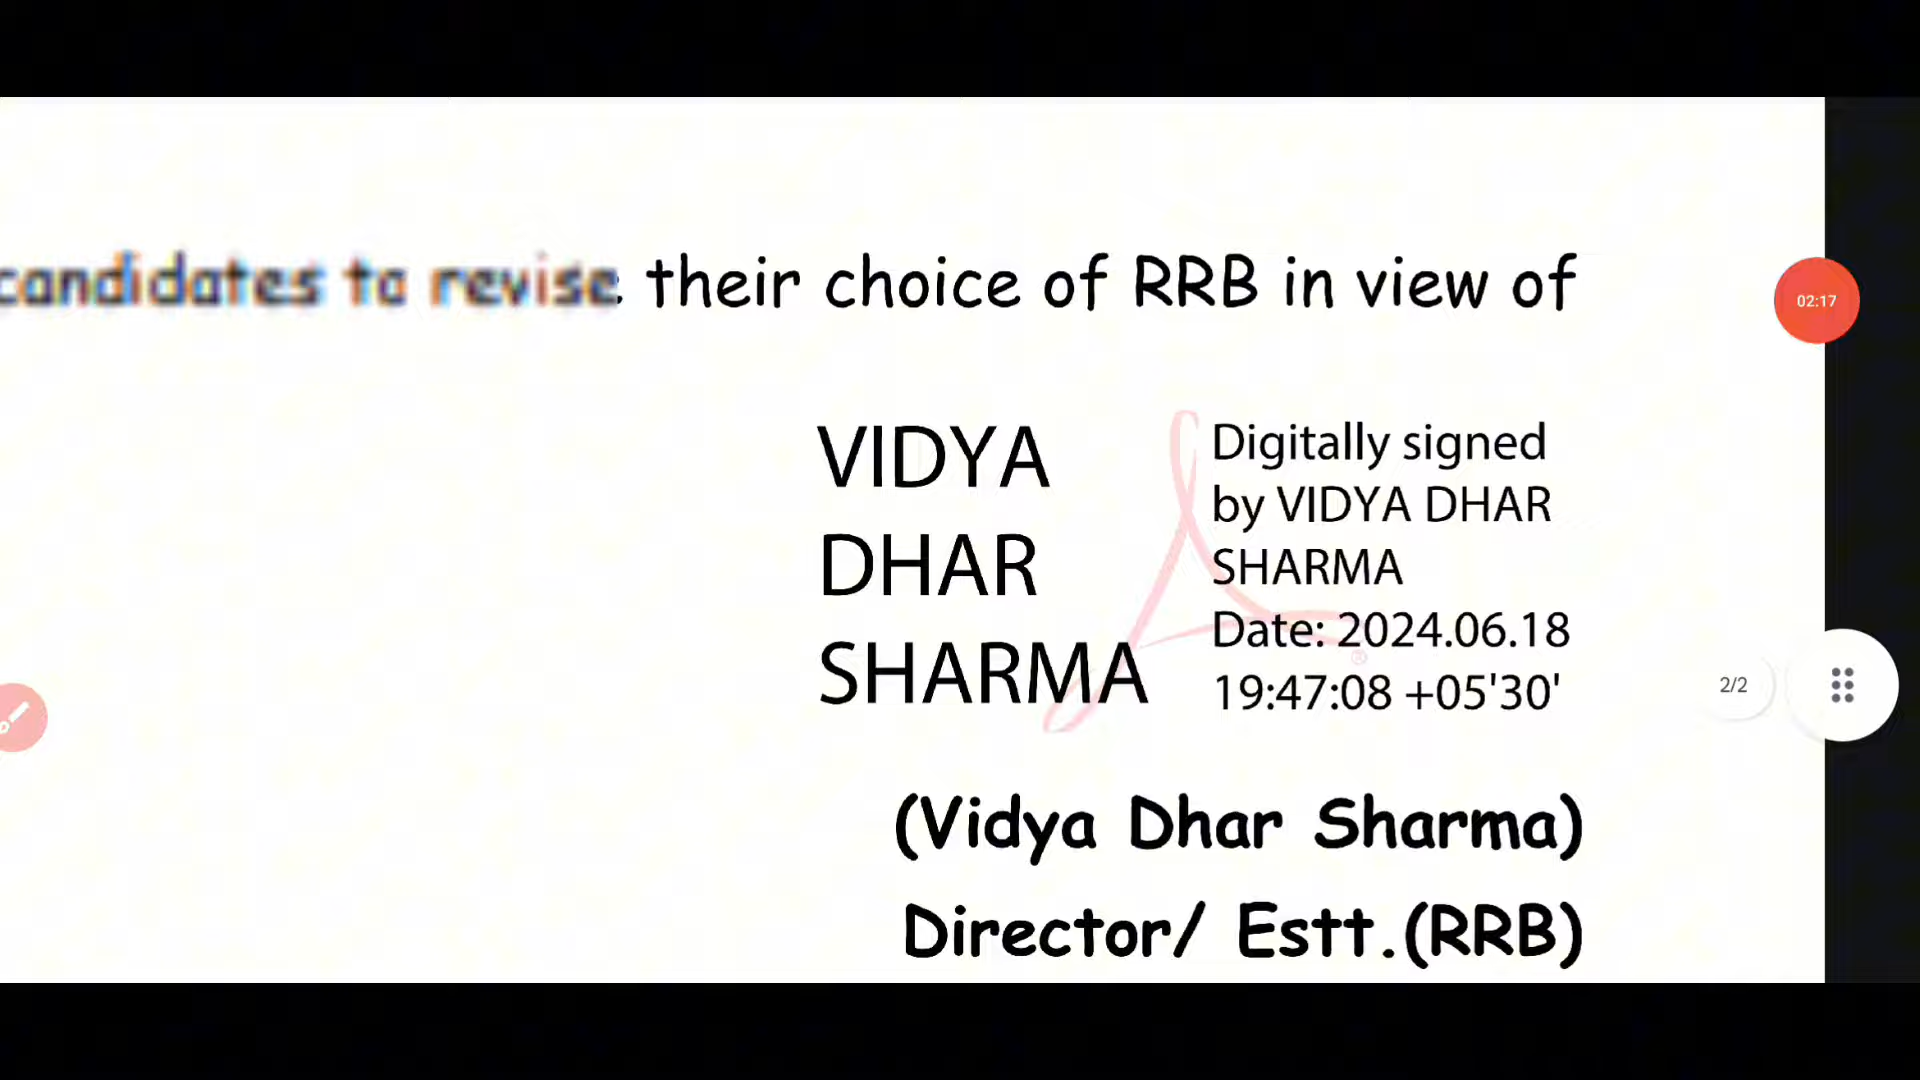 candidates to revise their choice of RRB in view of
02:17
VIDYA
DHAR
SHARMA
Digitally signed
by VIDYA DHAR
SHARMA
Date: 2024.06.18
19:47:08 +05'30'
®
2/2
(Vidya Dhar Sharma)
Director/ Estt.(RRB)